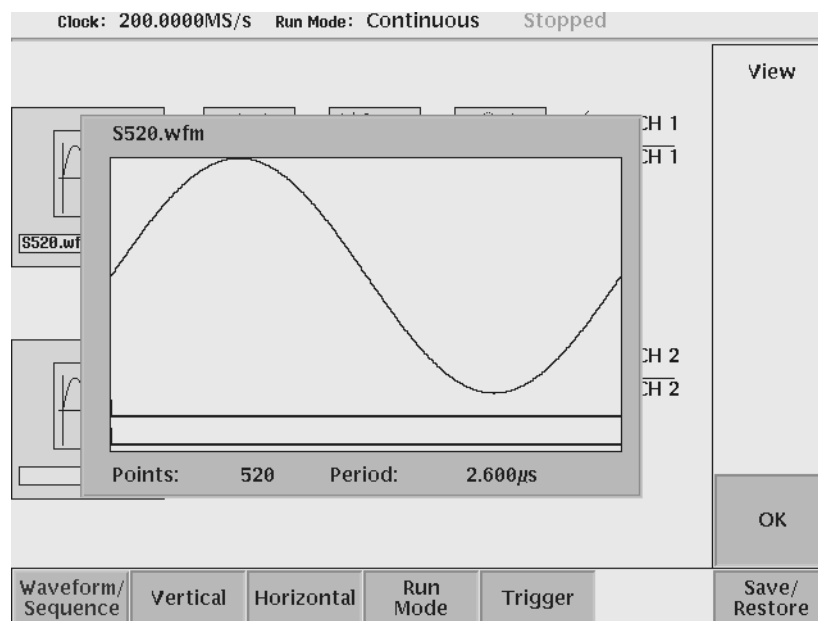 Clock: 200.0000MS/s Run Mode: Continuous Stopped
View
S520.wfm
CH 1
CH 1
S520.wf
CH 2
CH 2
Points: 520 Period: 2.600µs
OK
Waveform/
Sequence
Vertical
Horizontal
Run
Mode
Trigger
Save/
Restore